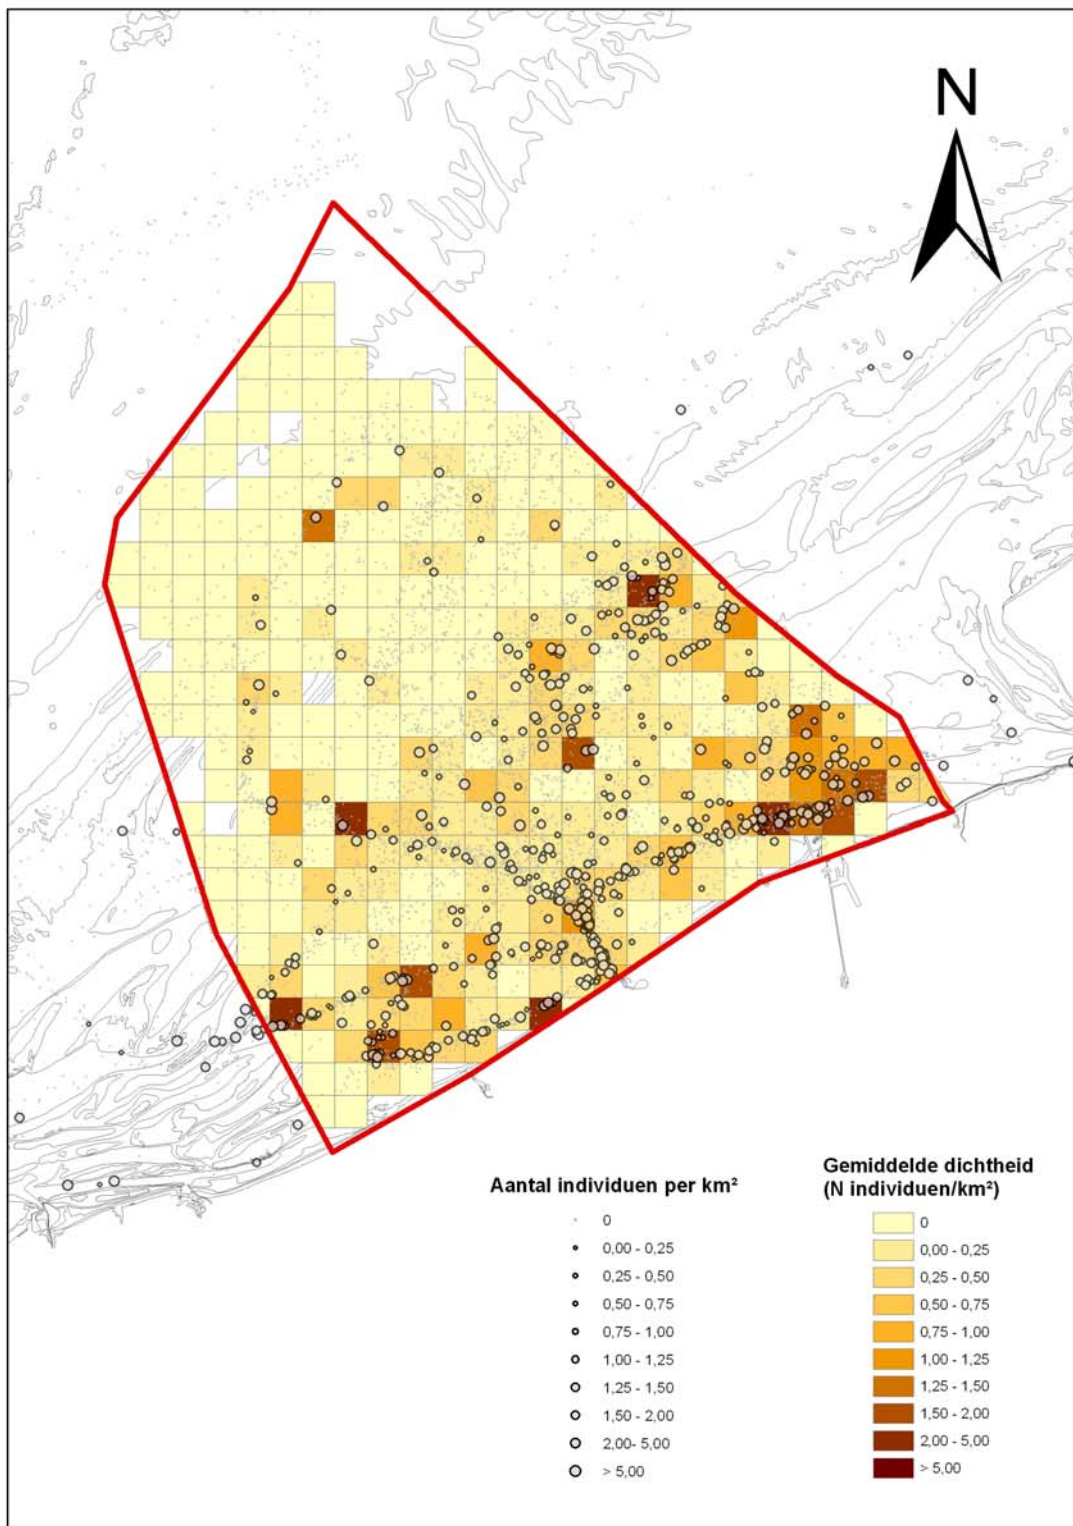 N
Aantal individuen per km²
0
0,00 - 0,25
0,25 - 0,50
0,50 - 0,75
0,75 - 1,00
1,00 - 1,25
1,25 - 1,50
1,50 - 2,00
2,00- 5,00
> 5,00
Gemiddelde dichtheid
(N individuen/km²)
0
0,00 - 0,25
0,25 - 0,50
0,50 - 0,75
0,75 - 1,00
1,00 - 1,25
1,25 - 1,50
1,50 - 2,00
2,00 - 5,00
> 5,00